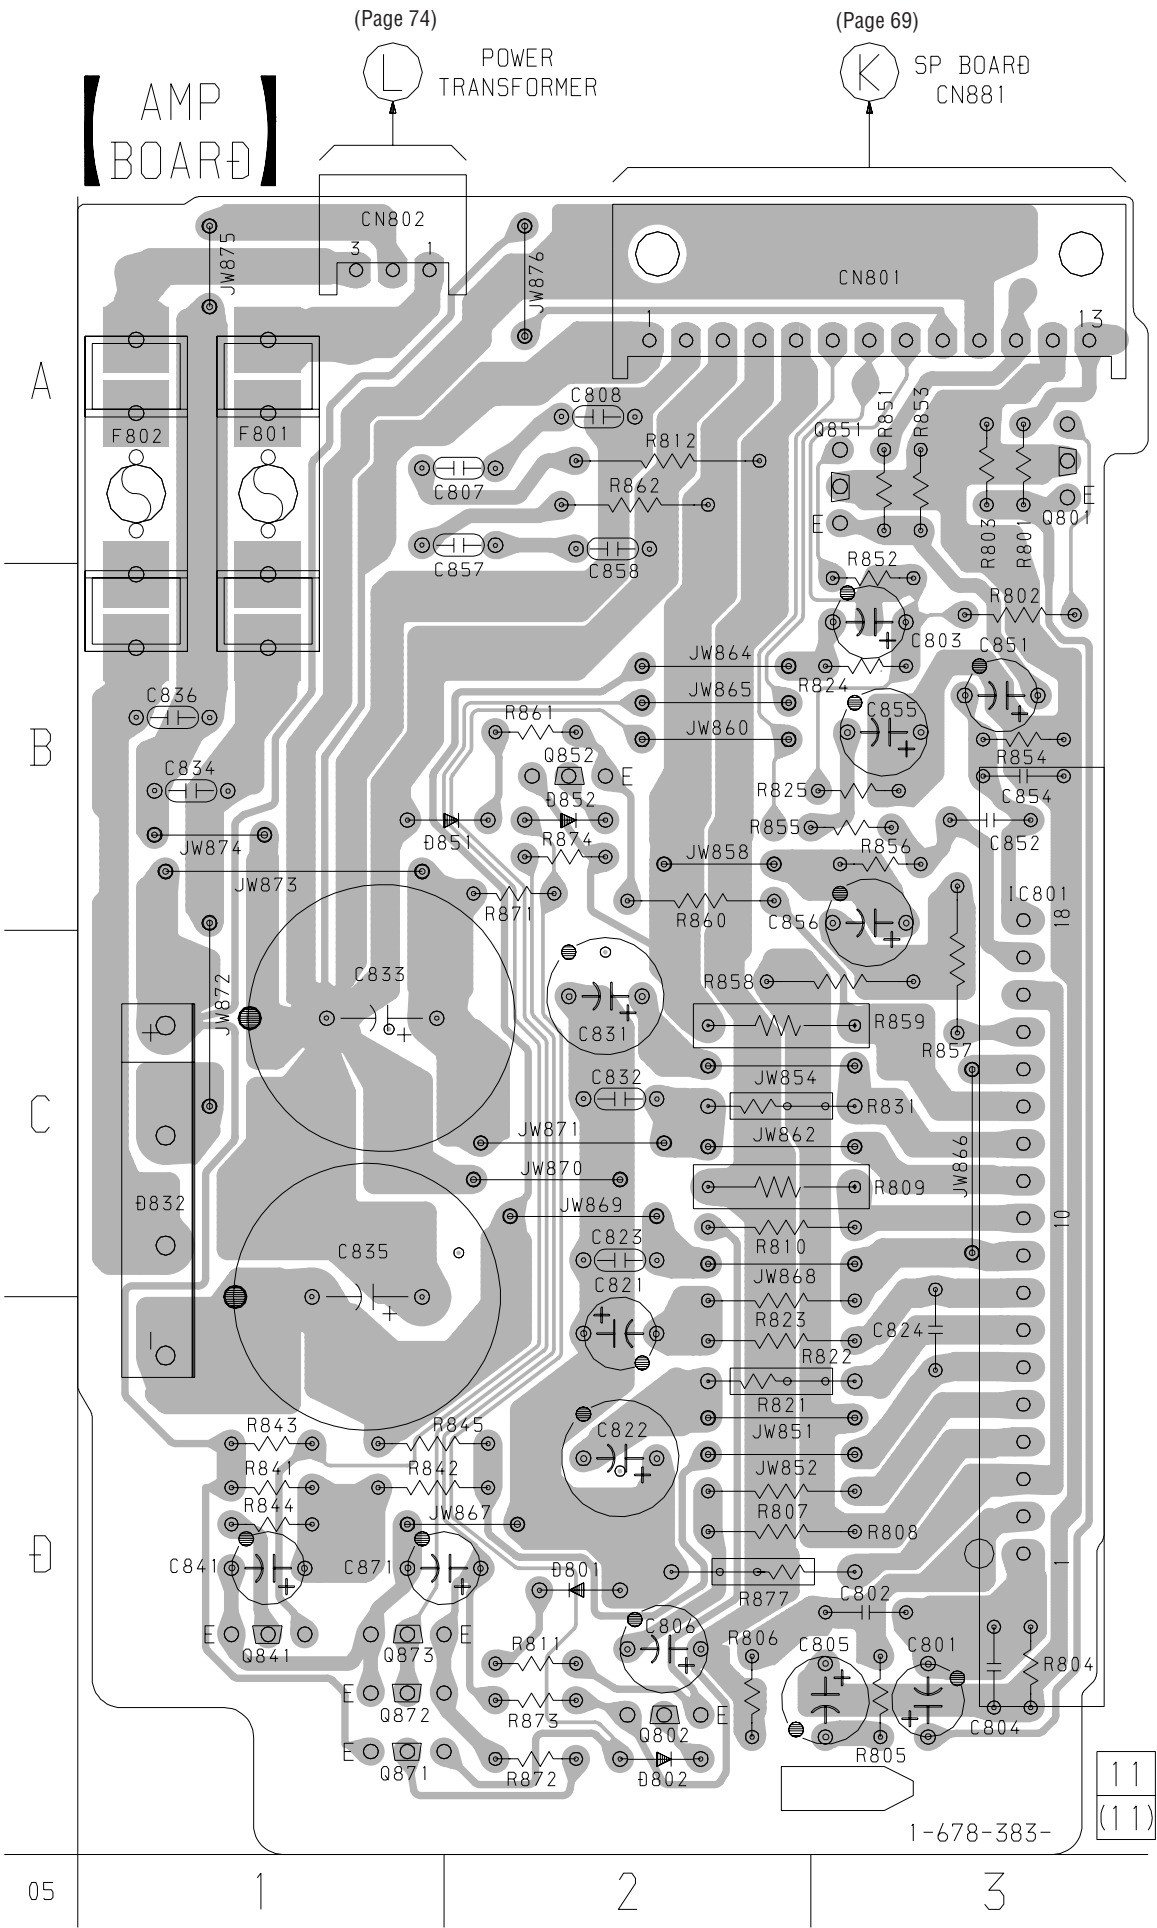 (Page 74)
(Page 69)
L
POWER
TRANSFORMER
K
SP BOARD
CN881
AMP
BOARD
CN802
3
1
JW875
JW876
CN801
1
13
A
C808
F802
F801
R812
Q851
R851
R853
C807
R862
E
E
Q801
R803
R801
C857
C858
R852
R802
C803
C851
JW864
R824
C836
JW865
C855
R861
JW860
B
Q852
E
R854
C834
D852
R825
C854
D851
R874
R855
C852
JW874
JW858
R856
JW873
R871
R860
C856
IC801
18
JW872
C833
+
R858
+
+
C831
+
R859
R857
C832
JW854
C
R831
JW871
JW862
JW866
JW870
R809
D832
JW869
10
C823
R810
C835
C821
JW868
+
+
R823
C824
R822
R821
R843
R845
C822
JW851
R841
R842
+
JW852
R844
JW867
R807
R808
D
C841
C871
D801
1
+
+
R877
C802
C806
R806
C805
C801
E
Q841
Q873
E
R811
R804
E
Q872
R873
Q802
E
C804
E
Q871
R872
D802
R805
11
(11)
1-678-383-
05
1
2
3